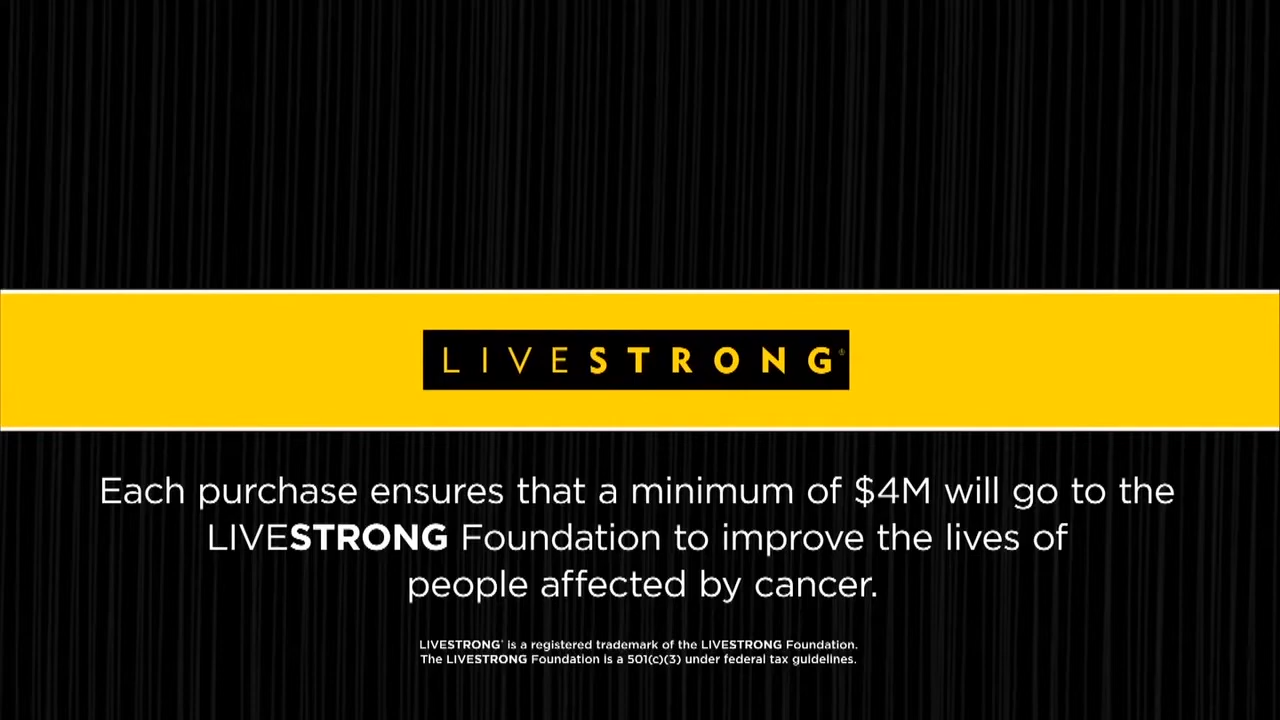 LIVESTRONG®
Each purchase ensures that a minimum of $4M will go to the
LIVESTRONG Foundation to improve the lives of
people affected by cancer.
LIVESTRONG® is a registered trademark of the LIVESTRONG Foundation.
The LIVESTRONG Foundation is a 501(c)(3) under federal tax guidelines.